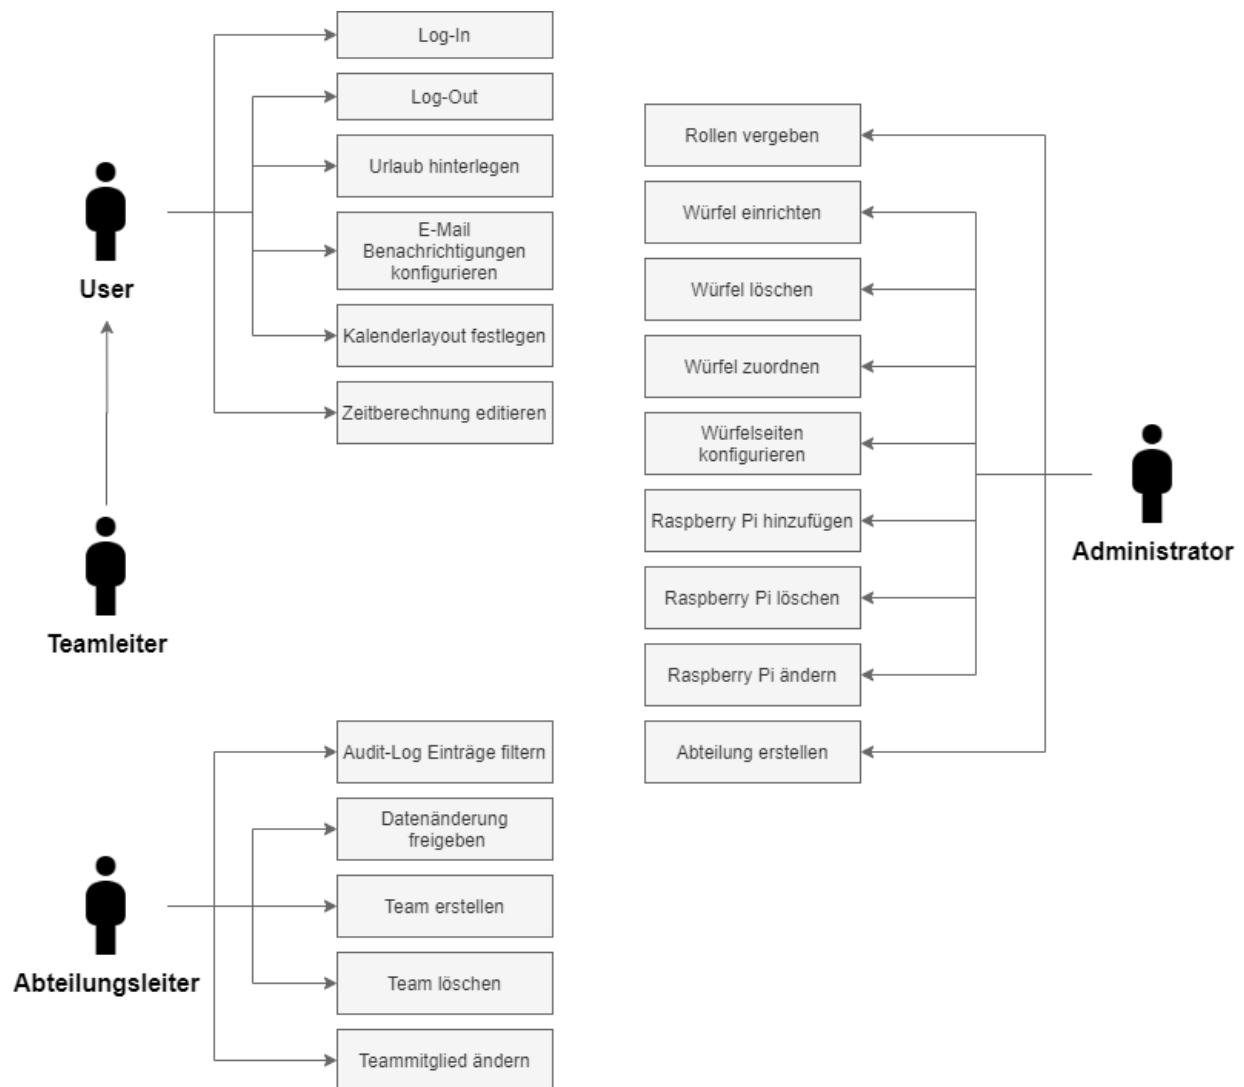 Log-In
Log-Out
Urlaub hinterlegen
E-Mail
Benachrichtigungen
konfigurieren
Kalenderlayout festlegen
Zeitberechnung editieren
User
Teamleiter
Rollen vergeben
Würfel einrichten
Würfel löschen
Würfel zuordnen
Würfelseiten
konfigurieren
Raspberry Pi hinzufügen
Raspberry Pi löschen
Raspberry Pi ändern
Abteilung erstellen
Administrator
Audit-Log Einträge filtern
Datenänderung
freigeben
Team erstellen
Team löschen
Teammitglied ändern
Abteilungsleiter